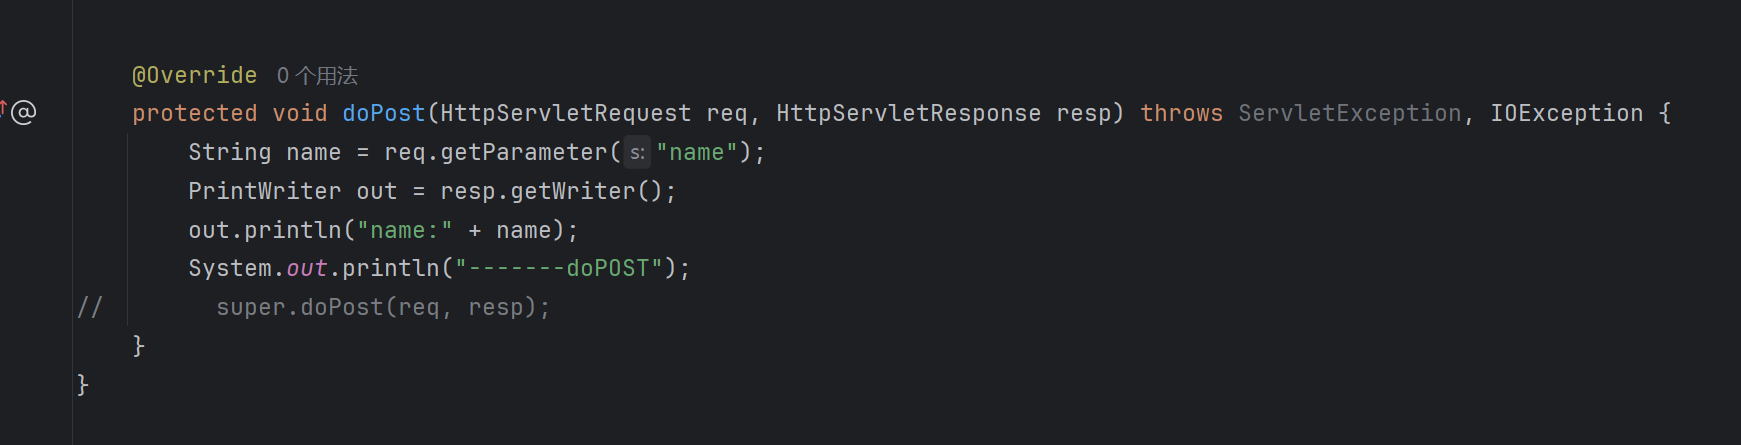 @Override 0个用法
@ protected void doPost(HttpServletRequest req, HttpServletResponse resp) throws ServletException, IOException {
String name = req.getParameter( s: "name");
PrintWriter out = resp.getWriter();
out.println("name:" + name);
System.out.println("-------doPOST");
//        super.doPost(req, resp);
}
}